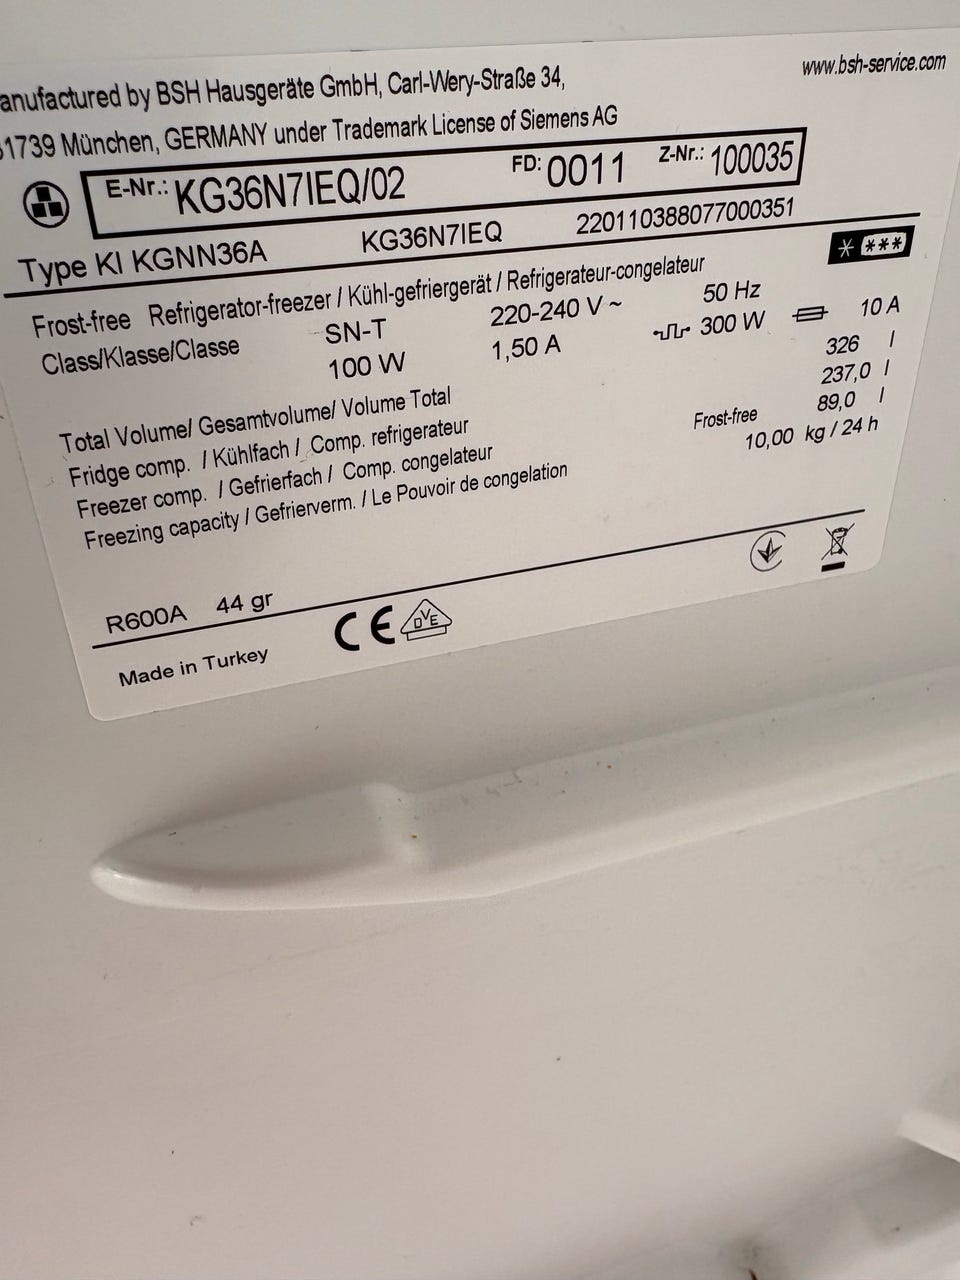 www.bsh-service.com
anufactured by BSH Hausgeräte GmbH, Carl-Wery-Straße 34,
1739 München, GERMANY under Trademark License of Siemens AG
E-Nr.: KG36N7IEQ/02 FD: 0011 Z-Nr.: 100035
Type KI KGNN36A KG36N7IEQ 220110388077000351
Frost-free Refrigerator-freezer / Kühl-gefriergerät / Refrigerateur-congelateur * ***
Class/Klasse/Classe SN-T 220-240 V ~ 50 Hz
100 W 1,50 A 300 W 10 A
Total Volume/ Gesamtvolume/ Volume Total 326 l
Fridge comp. / Kühlfach / Comp. refrigerateur 237,0 l
Freezer comp. / Gefrierfach / Comp. congelateur Frost-free 89,0 l
Freezing capacity / Gefrierverm. / Le Pouvoir de congelation 10,00 kg / 24 h
R600A 44 gr
CE DVE
Made in Turkey